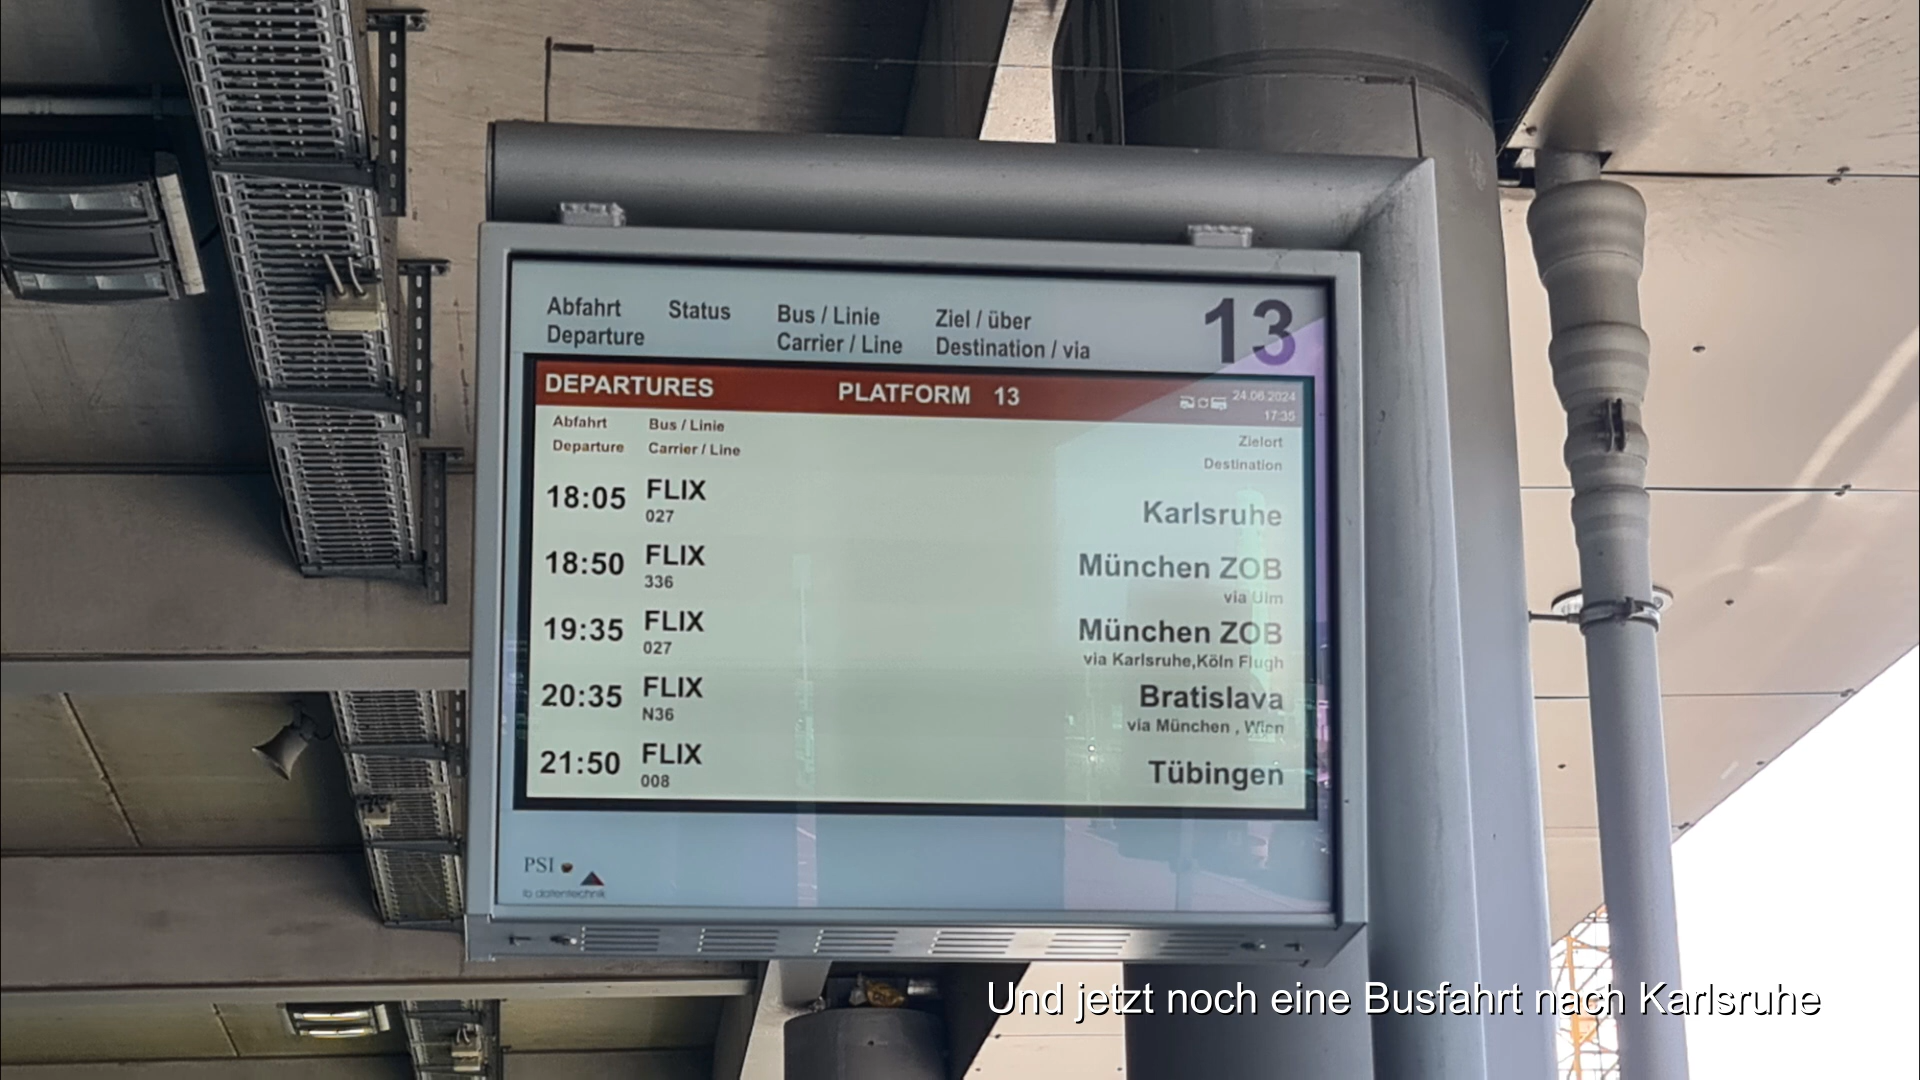 Abfahrt Status Bus / Linie Ziel / über 13
Departure Carrier / Line Destination / via
DEPARTURES PLATFORM 13 24.06.2024
17:35
Abfahrt Bus / Linie Zielort
Departure Carrier / Line Destination
18:05 FLIX Karlsruhe
027
18:50 FLIX München ZOB
336 via Ulm
19:35 FLIX München ZOB
027 via Karlsruhe,Köln Flugh
20:35 FLIX Bratislava
N36 via München , Wien
21:50 FLIX Tübingen
008
PSI
datentechnik
Und jetzt noch eine Busfahrt nach Karlsruhe